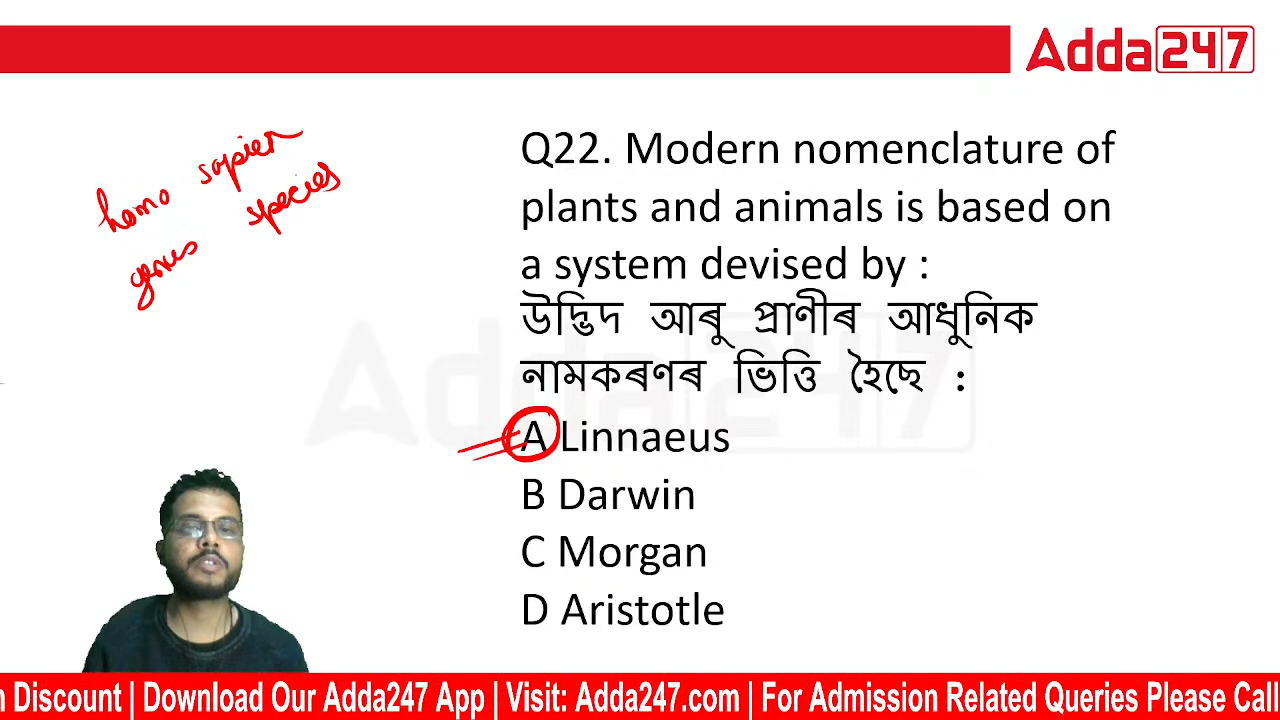 Adda247
homo sapien
genus species
Q22. Modern nomenclature of
plants and animals is based on
a system devised by :
উদ্ভিদ আৰু প্ৰাণীৰ আধুনিক
নামকৰণৰ ভিত্তি হৈছে :
A Linnaeus
B Darwin
C Morgan
D Aristotle
Adda247
n Discount | Download Our Adda247 App | Visit: Adda247.com | For Admission Related Queries Please Call